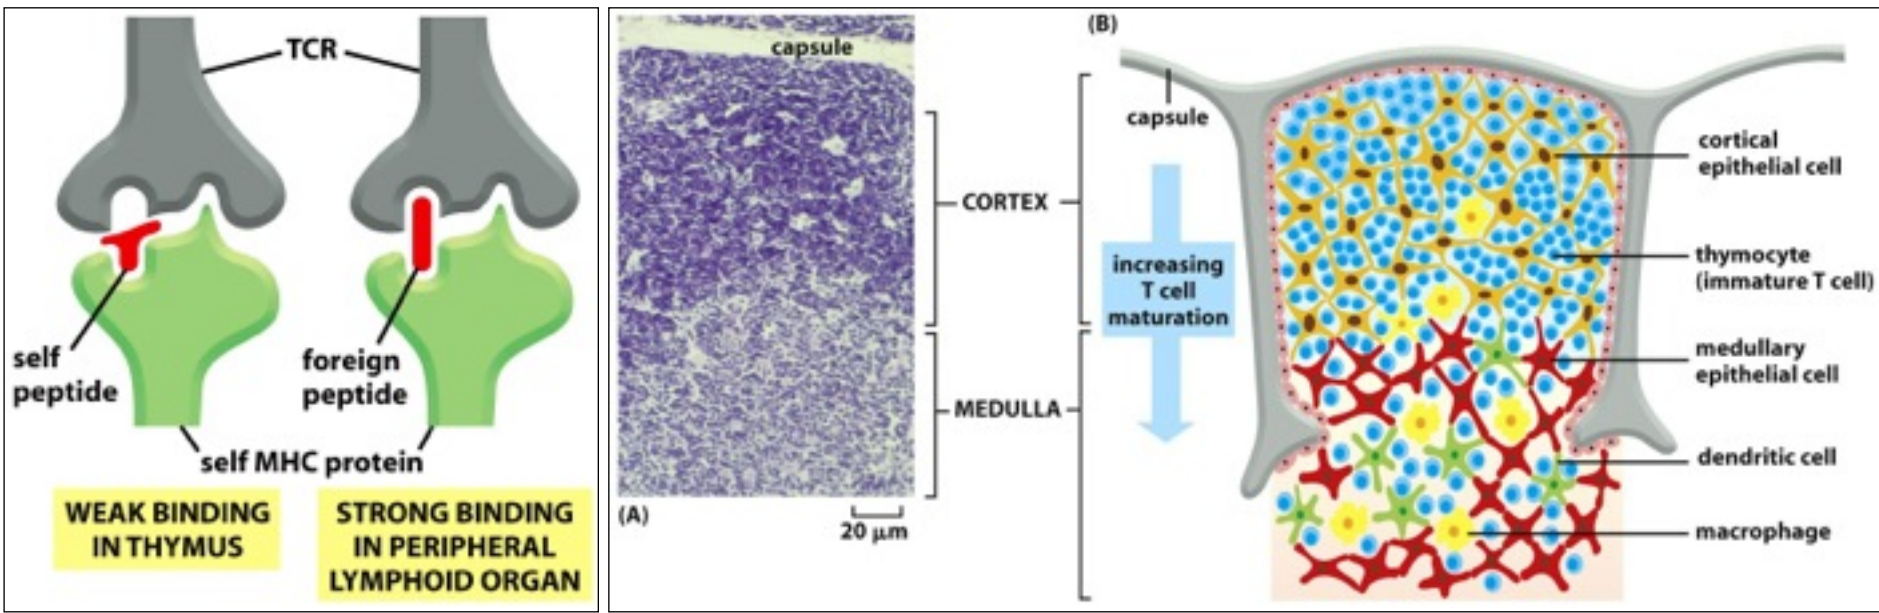 TCR
self
peptide
foreign
peptide
self MHC protein
WEAK BINDING
IN THYMUS
STRONG BINDING
IN PERIPHERAL
LYMPHOID ORGAN
capsule
CORTEX
MEDULLA
(A)
20 μm
(B)
capsule
increasing
T cell
maturation
cortical
epithelial cell
thymocyte
(immature T cell)
medullary
epithelial cell
dendritic cell
macrophage